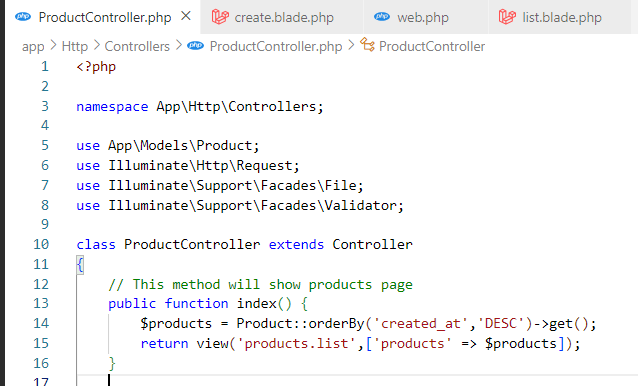 ProductController.php × create.blade.php web.php list.blade.php
app > Http > Controllers > ProductController.php > ProductController
1 <?php
2
3 namespace App\Http\Controllers;
4
5 use App\Models\Product;
6 use Illuminate\Http\Request;
7 use Illuminate\Support\Facades\File;
8 use Illuminate\Support\Facades\Validator;
9
10 class ProductController extends Controller
11 {
12 // This method will show products page
13 public function index() {
14 $products = Product::orderBy('created_at','DESC')->get();
15 return view('products.list',['products' => $products]);
16 }
17